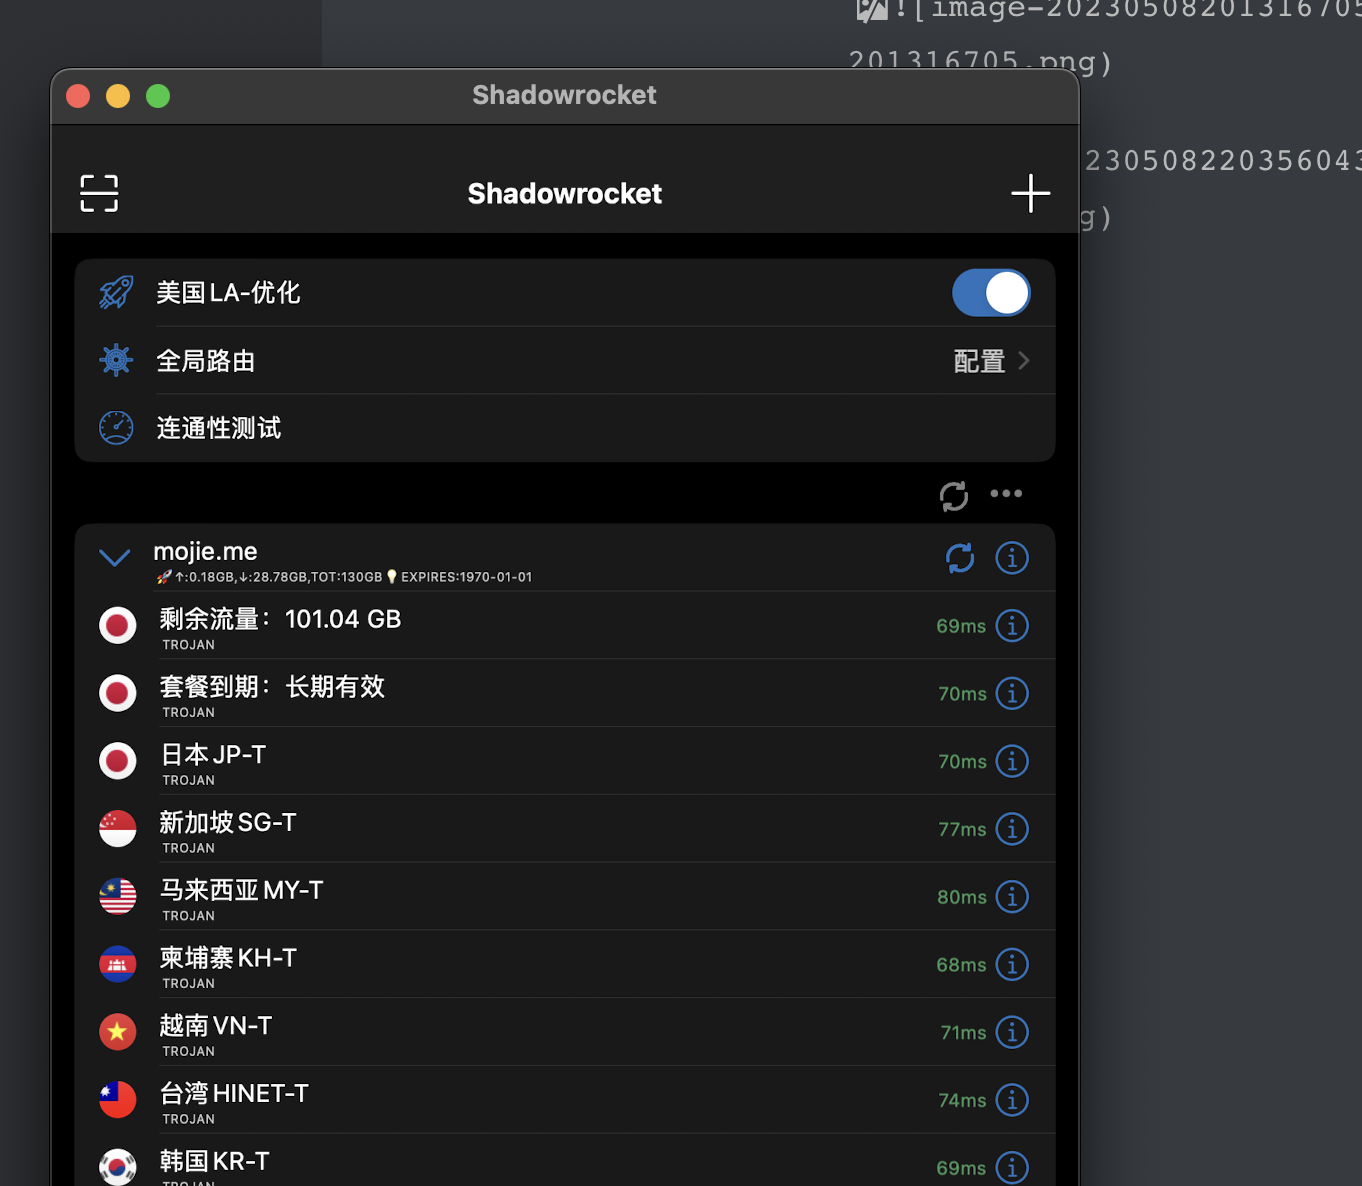 ![image-20230508201316705
201316705.png)
Shadowrocket
23050822035604
g)
Shadowrocket
美国LA-优化
全局路由
配置
连通性测试
mojie.me
🚀↑:0.18GB,↓:28.78GB,TOT:130GB💡EXPIRES:1970-01-01
剩余流量：101.04 GB
69ms
TROJAN
套餐到期：长期有效
70ms
TROJAN
日本JP-T
70ms
TROJAN
新加坡SG-T
77ms
TROJAN
马来西亚MY-T
80ms
TROJAN
柬埔寨KH-T
68ms
TROJAN
越南VN-T
71ms
TROJAN
台湾HINET-T
74ms
TROJAN
韩国KR-T
69ms
TROJAN